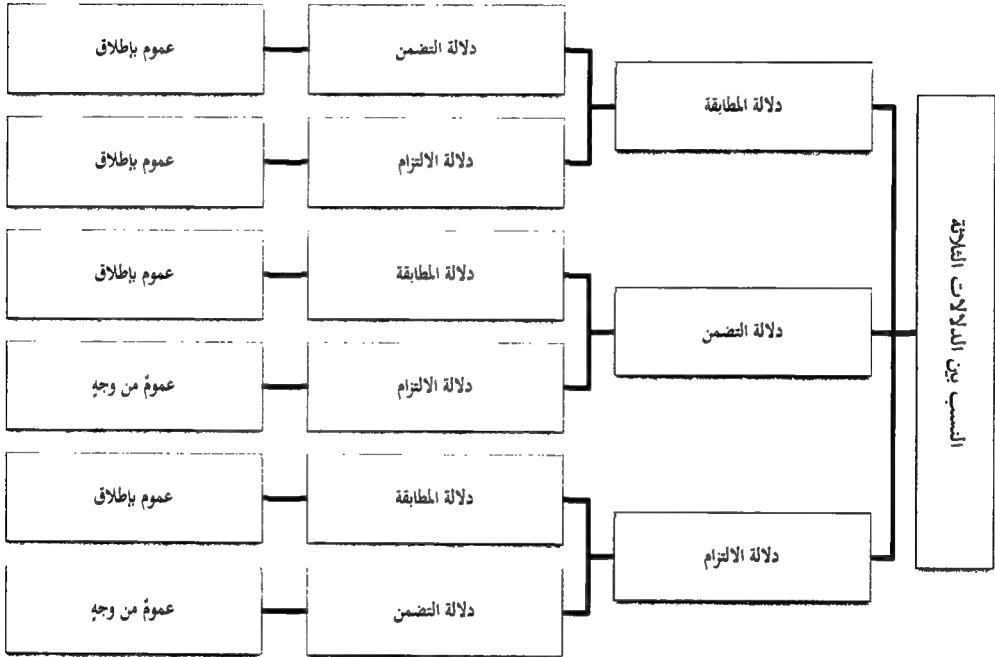 النسب بين الدلالات الثلاثة
دلالة المطابقة
دلالة التضمن
عموم بإطلاق
دلالة الالتزام
عموم بإطلاق
دلالة التضمن
دلالة المطابقة
عموم بإطلاق
دلالة الالتزام
عمومٌ من وجهٍ
دلالة الالتزام
دلالة المطابقة
عموم بإطلاق
دلالة التضمن
عمومٌ من وجهٍ